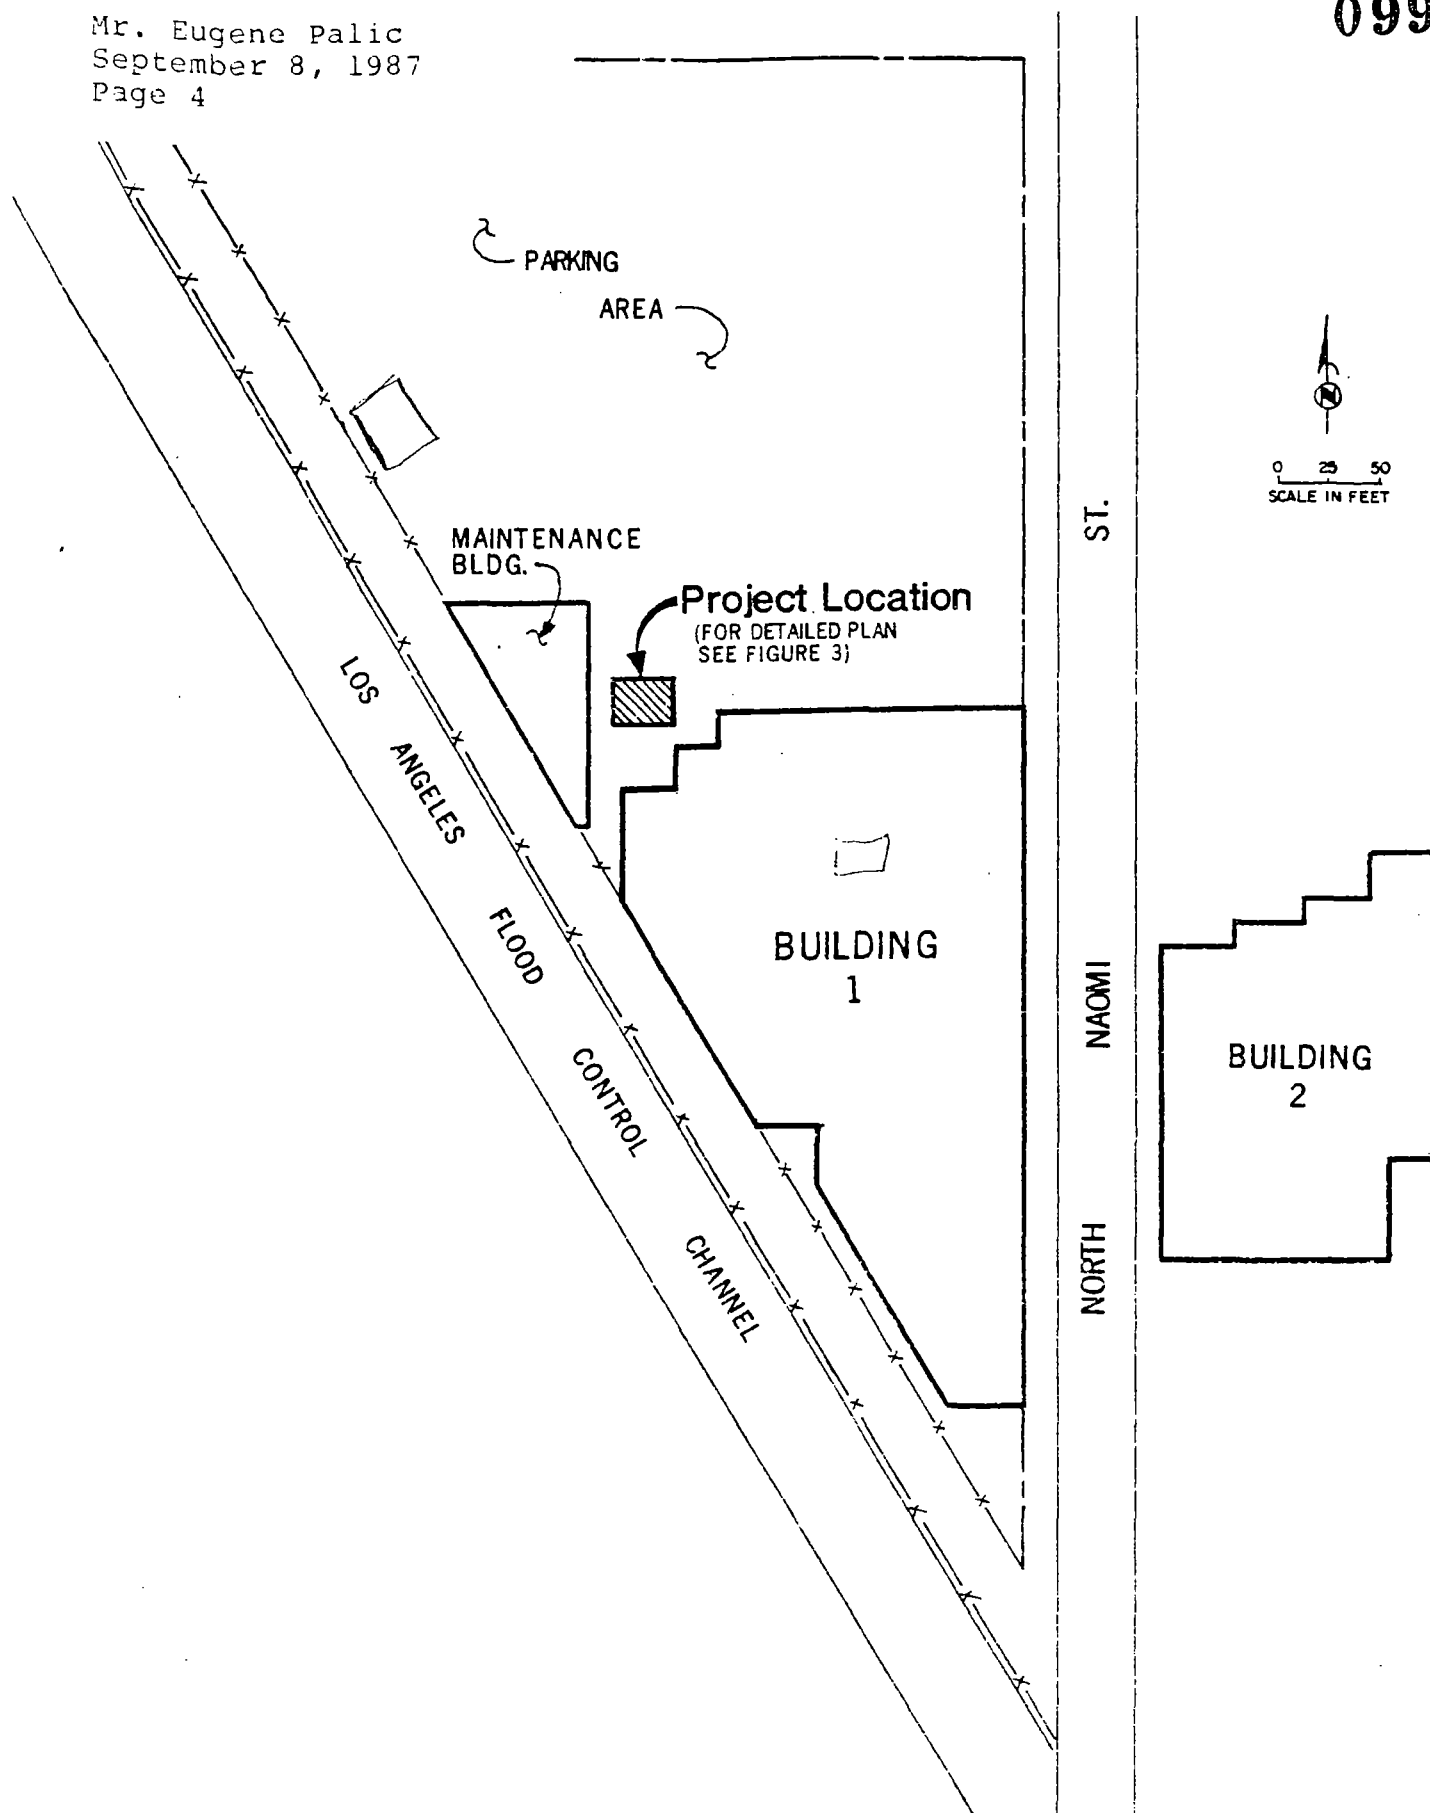 Mr. Eugene Palic
September 8, 1987
Page 4
099
PARKING
AREA
N
0 25 50
SCALE IN FEET
ST.
MAINTENANCE
BLDG.
Project Location
(FOR DETAILED PLAN
SEE FIGURE 3)
LOS
ANGELES
FLOOD
CONTROL
CHANNEL
BUILDING
1
NAOMI
BUILDING
2
NORTH